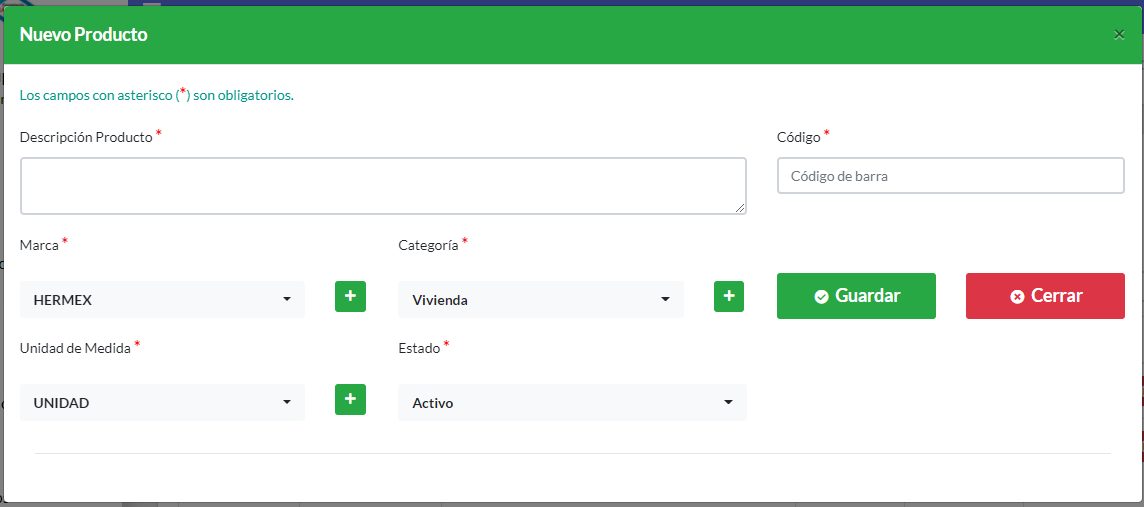 Nuevo Producto
×
Los campos con asterisco (*) son obligatorios.
Descripción Producto *
Código *
Código de barra
Marca *
Categoría *
HERMEX
+
Vivienda
+
Guardar
Cerrar
Unidad de Medida *
Estado *
UNIDAD
+
Activo